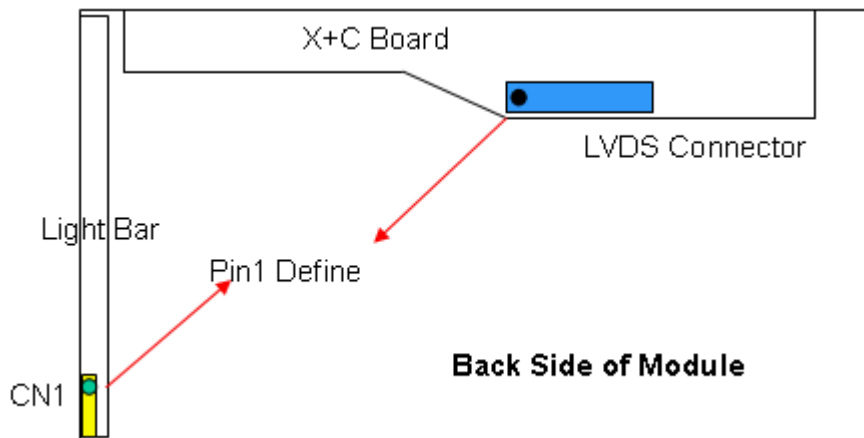 X+C Board
LVDS Connector
Light Bar
Pin1 Define
Back Side of Module
CN1